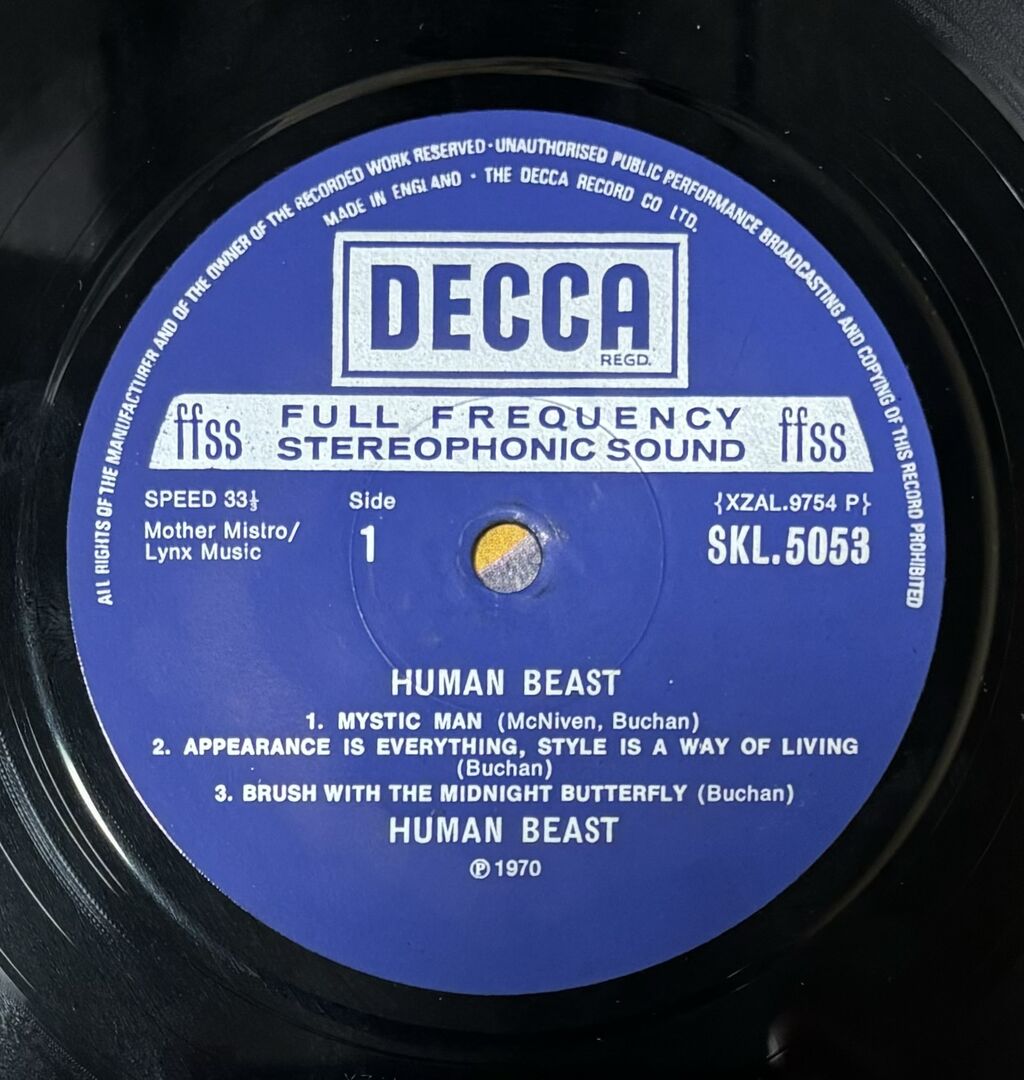 ALL RIGHTS OF THE MANUFACTURER AND OF THE OWNER OF THE RECORDED WORK RESERVED · UNAUTHORISED PUBLIC PERFORMANCE BROADCASTING AND COPYING OF THIS RECORD PROHIBITED
MADE IN ENGLAND · THE DECCA RECORD CO LTD.
DECCA
REGD.
ffss FULL FREQUENCY ffss
STEREOPHONIC SOUND
SPEED 33⅓ Side {XZAL.9754 P}
Mother Mistro/ 1 SKL.5053
Lynx Music
HUMAN BEAST
1. MYSTIC MAN (McNiven, Buchan)
2. APPEARANCE IS EVERYTHING, STYLE IS A WAY OF LIVING
(Buchan)
3. BRUSH WITH THE MIDNIGHT BUTTERFLY (Buchan)
HUMAN BEAST
Ⓟ 1970